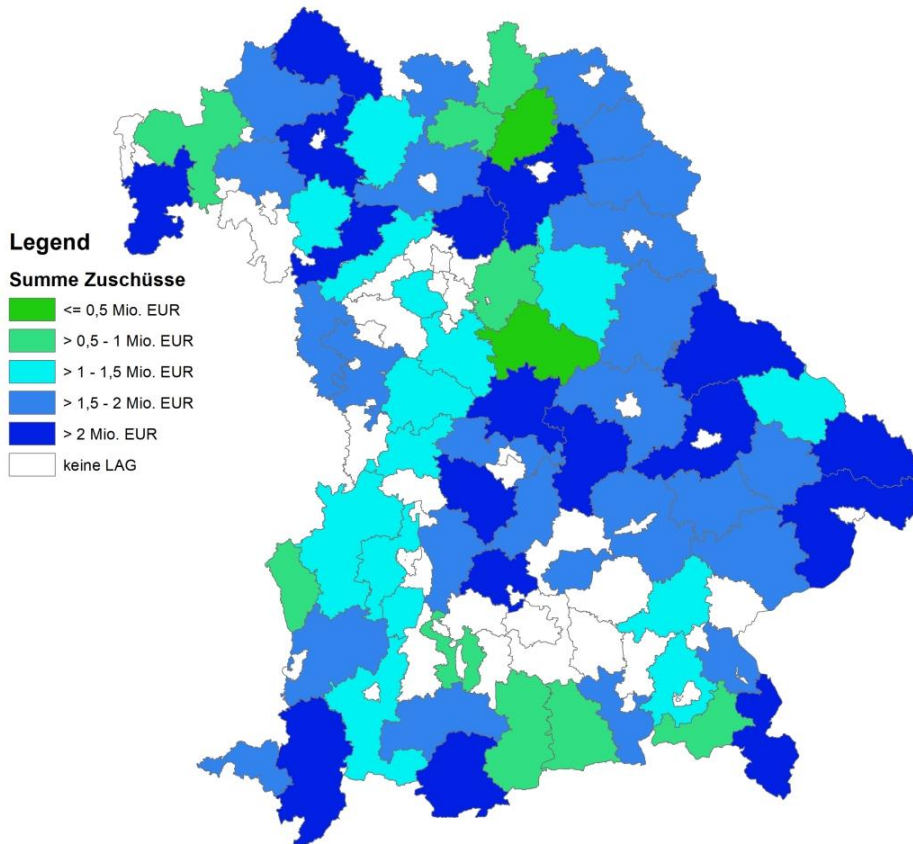 Legend
Summe Zuschüsse
<= 0,5 Mio. EUR
> 0,5 - 1 Mio. EUR
> 1 - 1,5 Mio. EUR
> 1,5 - 2 Mio. EUR
> 2 Mio. EUR
keine LAG